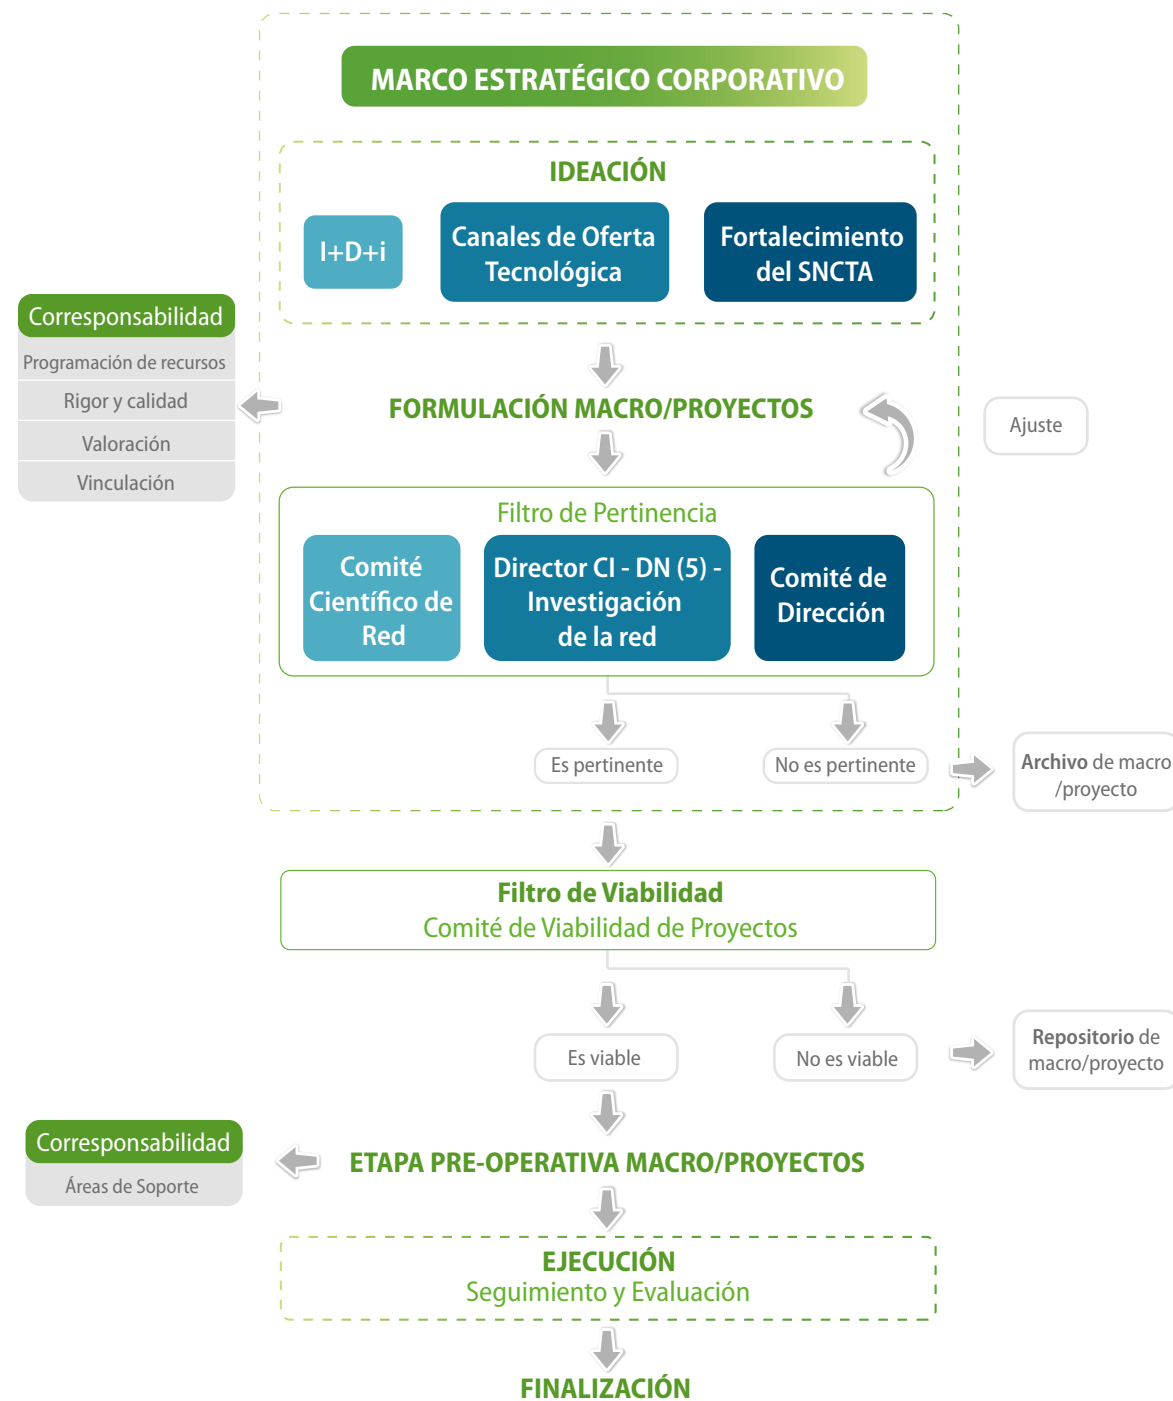 MARCO ESTRATÉGICO CORPORATIVO
IDEACIÓN
I+D+i
Canales de Oferta
Tecnológica
Fortalecimiento
del SNCTA
Corresponsabilidad
Programación de recursos
Rigor y calidad
Valoración
Vinculación
FORMULACIÓN MACRO/PROYECTOS
Ajuste
Filtro de Pertinencia
Comité
Científico de
Red
Director CI - DN (5) -
Investigación
de la red
Comité de
Dirección
Es pertinente
No es pertinente
Archivo de macro
/proyecto
Filtro de Viabilidad
Comité de Viabilidad de Proyectos
Es viable
No es viable
Repositorio de
macro/proyecto
Corresponsabilidad
Áreas de Soporte
ETAPA PRE-OPERATIVA MACRO/PROYECTOS
EJECUCIÓN
Seguimiento y Evaluación
FINALIZACIÓN